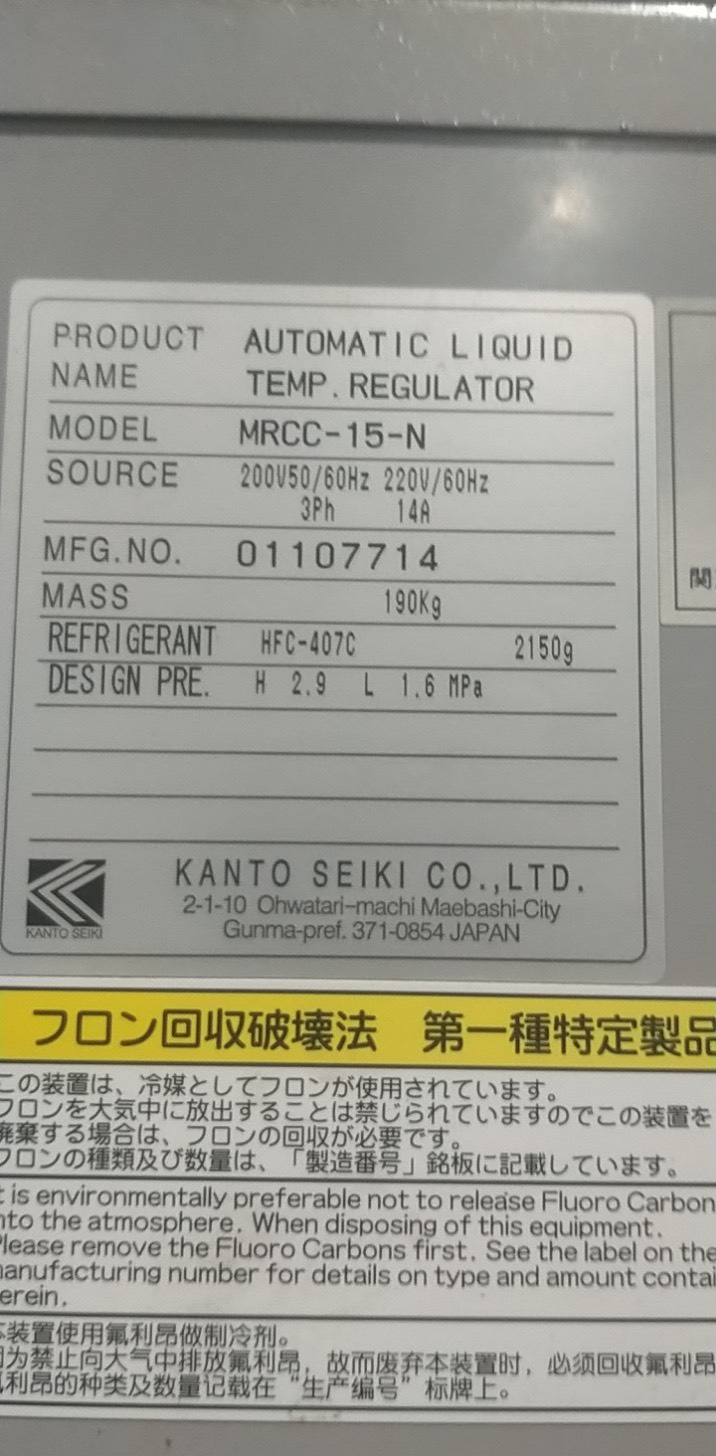 PRODUCT NAME AUTOMATIC LIQUID TEMP. REGULATOR
MODEL MRCC-15-N
SOURCE 200V50/60Hz 220V/60Hz
3Ph 14A
MFG.NO. 01107714
MASS 190Kg
REFRIGERANT HFC-407C 2150g
DESIGN PRE. H 2.9 L 1.6 MPa
KANTO SEIKI
KANTO SEIKI CO.,LTD.
2-1-10 Ohwatari-machi Maebashi-City
Gunma-pref. 371-0854 JAPAN
関
フロン回収破壊法 第一種特定製品
この装置は、冷媒としてフロンが使用されています。
フロンを大気中に放出することは禁じられていますのでこの装置を
廃棄する場合は、フロンの回収が必要です。
フロンの種類及び数量は、「製造番号」銘板に記載しています。
t is environmentally preferable not to release Fluoro Carbon
nto the atmosphere. When disposing of this equipment.
lease remove the Fluoro Carbons first. See the label on the
anufacturing number for details on type and amount contai
erein.
本装置使用氟利昂做制冷剂。
因为禁止向大气中排放氟利昂，故而废弃本装置时，必须回收氟利昂
氟利昂的种类及数量记载在“生产编号”标牌上。